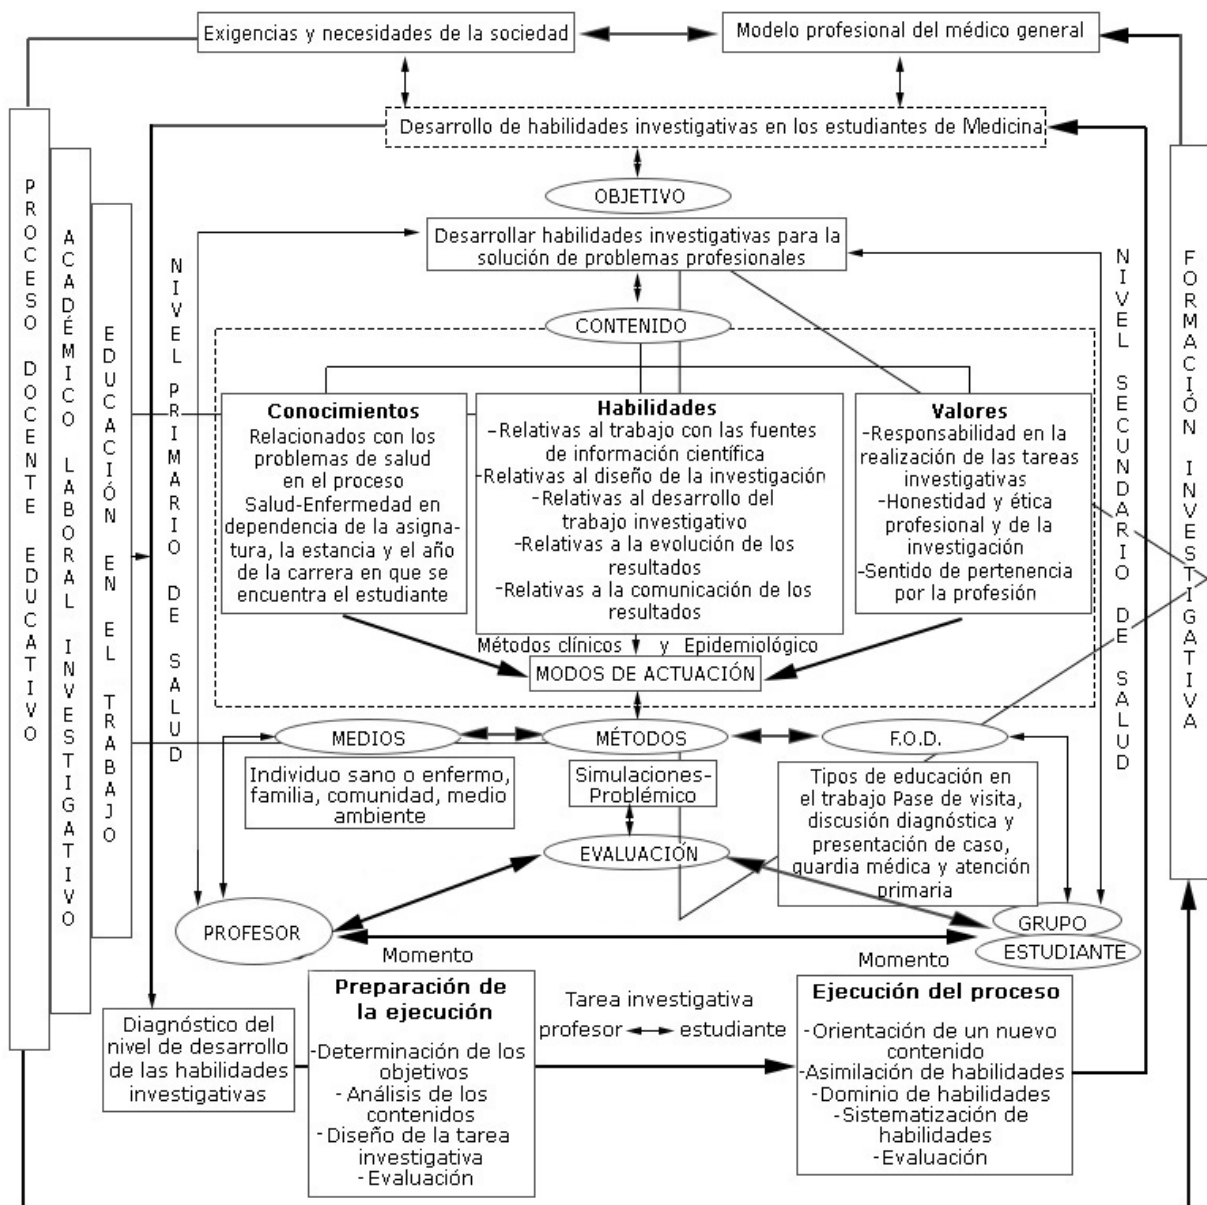 Exigencias y necesidades de la sociedad
Modelo profesional del médico general
Desarrollo de habilidades investigativas en los estudiantes de Medicina
OBJETIVO
Desarrollar habilidades investigativas para la
solución de problemas profesionales
CONTENIDO
PROCESO DOCENTE EDUCATIVO
ACADÉMICO LABORAL INVESTIGATIVO
EDUCACIÓN EN EL TRABAJO
NIVEL PRIMARIO DE SALUD
Conocimientos
Relacionados con los
problemas de salud
en el proceso
Salud-Enfermedad en
dependencia de la asigna-
tura, la estancia y el año
de la carrera en que se
encuentra el estudiante
Habilidades
-Relativas al trabajo con las fuentes
de información científica
-Relativas al diseño de la investigación
-Relativas al desarrollo del
trabajo investigativo
-Relativas a la evolución de los
resultados
-Relativas a la comunicación de los
resultados
Valores
-Responsabilidad en la
realización de las tareas
investigativas
-Honestidad y ética
profesional y de la
investigación
-Sentido de pertenencia
por la profesión
NIVEL SECUNDARIO DE SALUD
FORMACIÓN INVESTIGATIVA
Métodos clínicos y Epidemiológico
MODOS DE ACTUACIÓN
MEDIOS
MÉTODOS
F.O.D.
Individuo sano o enfermo,
familia, comunidad, medio
ambiente
Simulaciones-
Problémico
Tipos de educación en
el trabajo Pase de visita,
discusión diagnóstica y
presentación de caso,
guardia médica y atención
primaria
EVALUACIÓN
PROFESOR
GRUPO
ESTUDIANTE
Momento
Momento
Diagnóstico del
nivel de desarrollo
de las habilidades
investigativas
Preparación de
la ejecución
-Determinación de los
objetivos
-Análisis de los
contenidos
-Diseño de la tarea
investigativa
-Evaluación
Tarea investigativa
profesor estudiante
Ejecución del proceso
-Orientación de un nuevo
contenido
-Asimilación de habilidades
-Dominio de habilidades
-Sistematización de
habilidades
-Evaluación